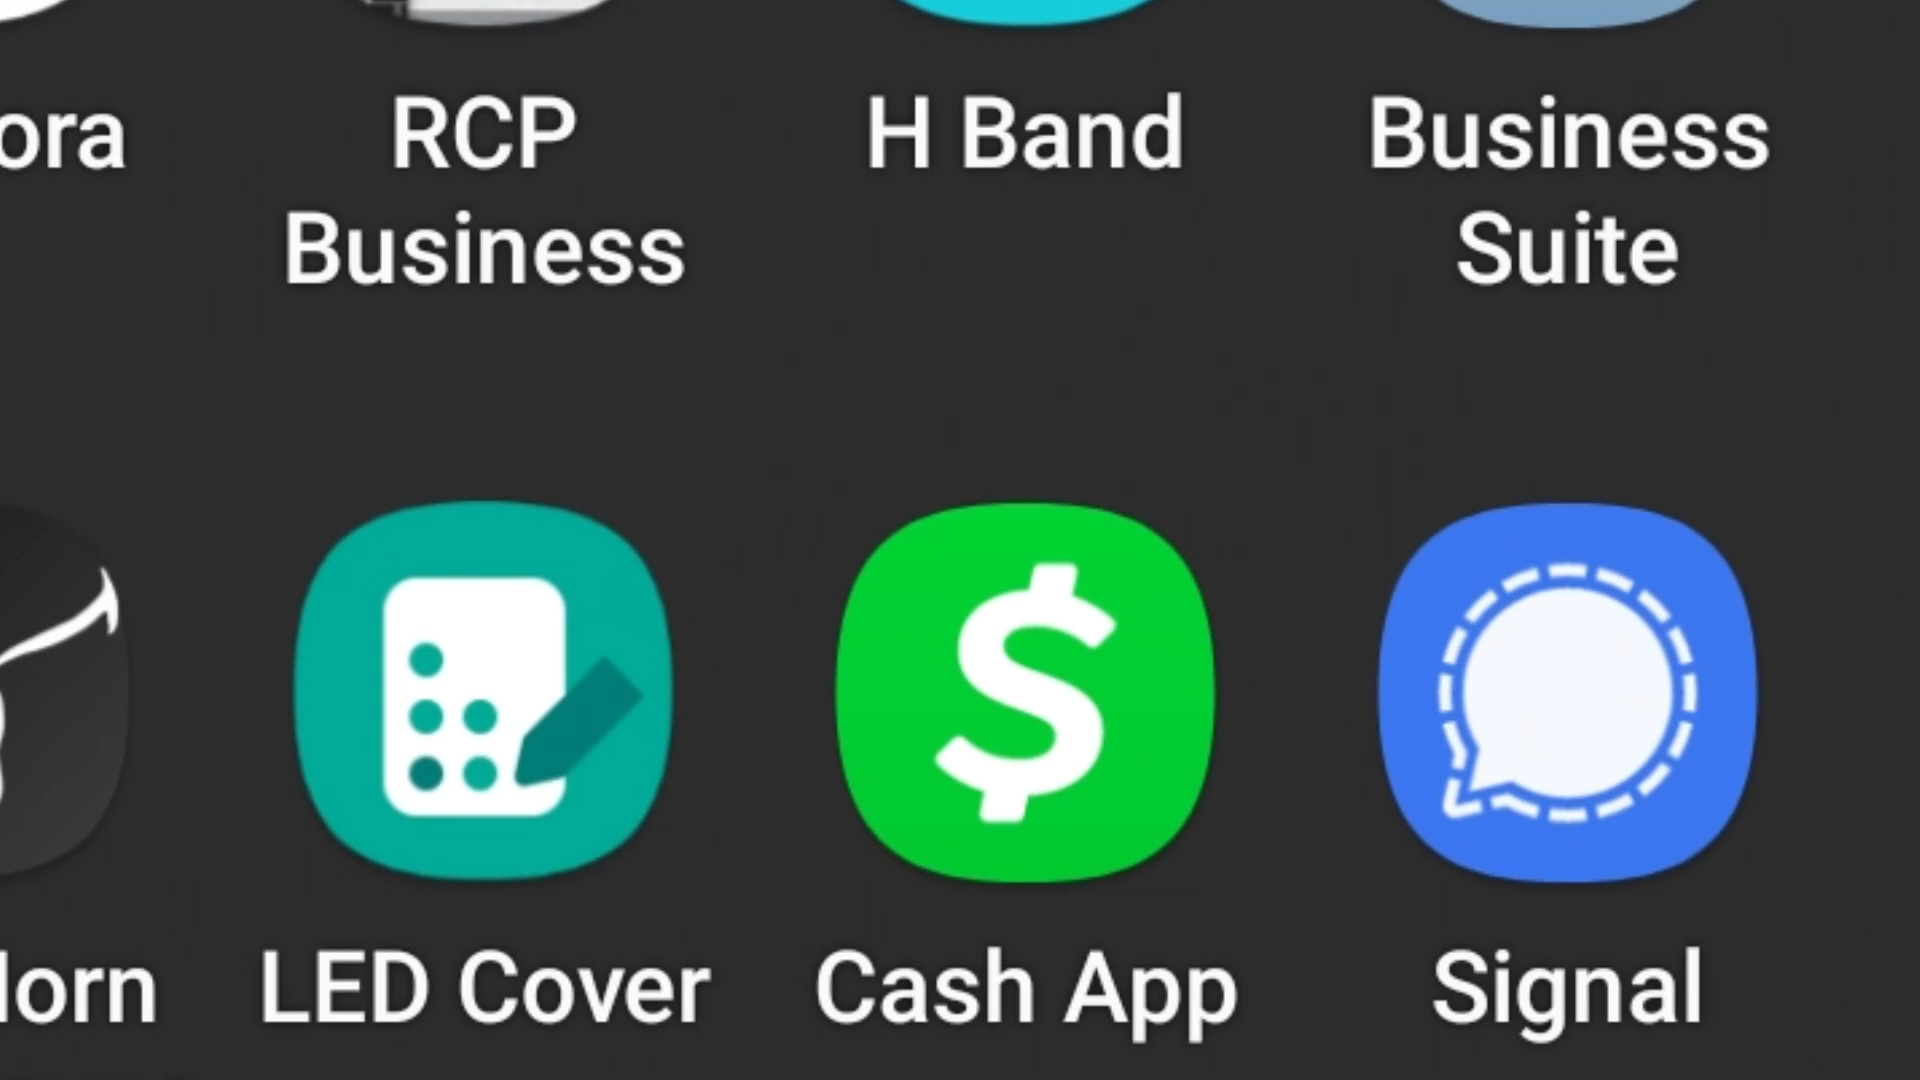 RCP
Business
H Band
Business
Suite
LED Cover
Cash App
Signal